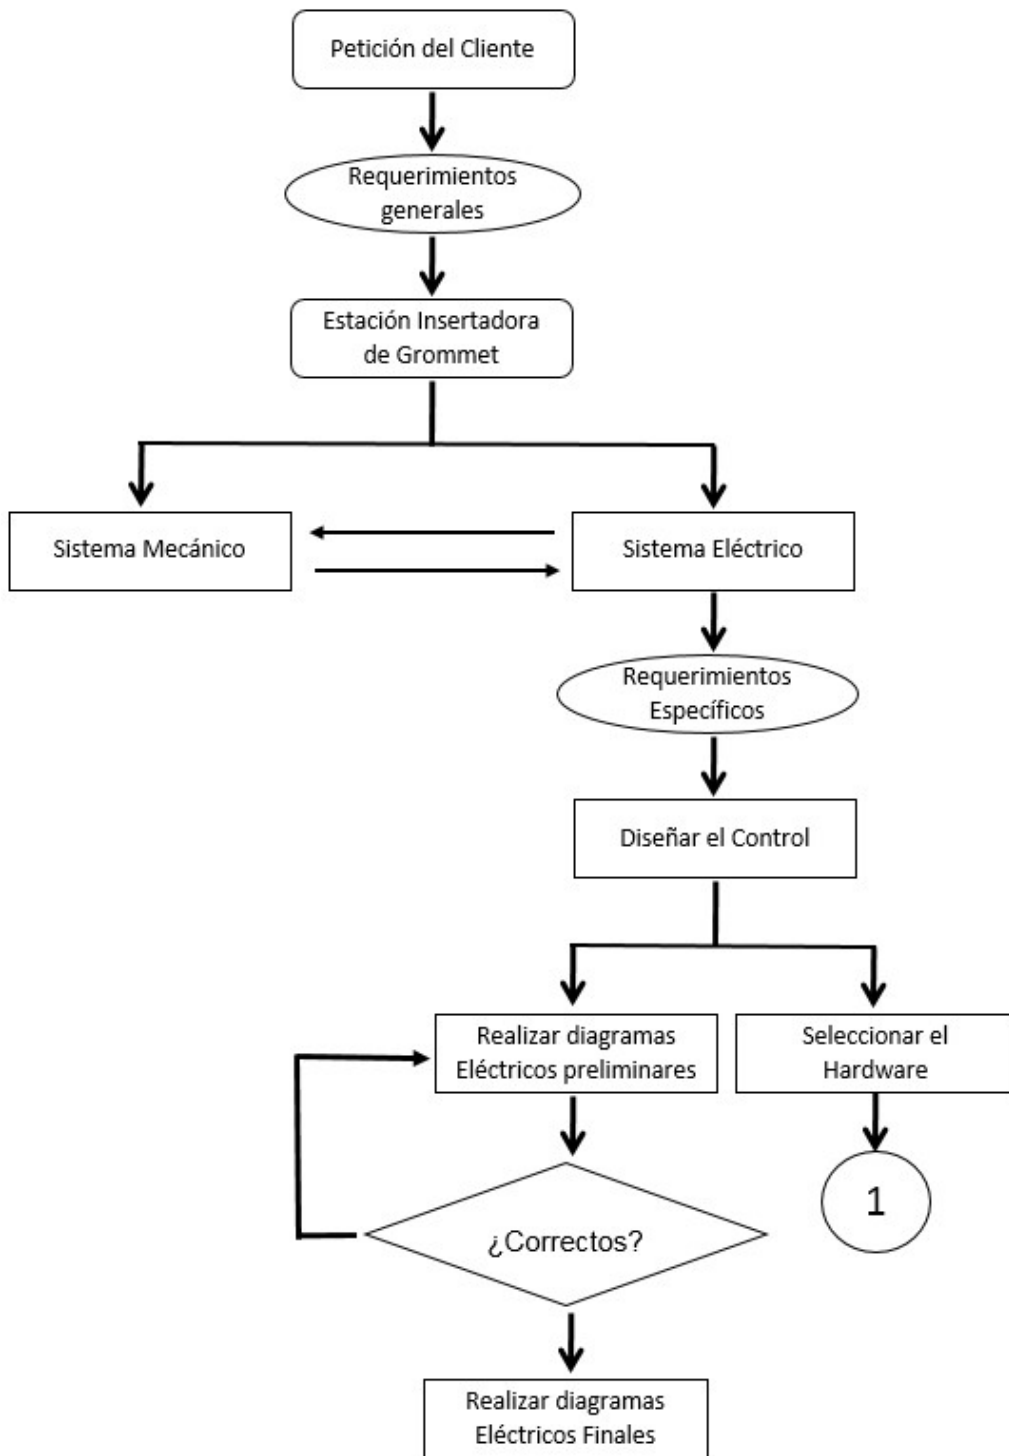 Petición del Cliente
Requerimientos
generales
Estación Insertadora
de Grommet
Sistema Mecánico
Sistema Eléctrico
Requerimientos
Específicos
Diseñar el Control
Realizar diagramas
Eléctricos preliminares
Seleccionar el
Hardware
1
¿Correctos?
Realizar diagramas
Eléctricos Finales